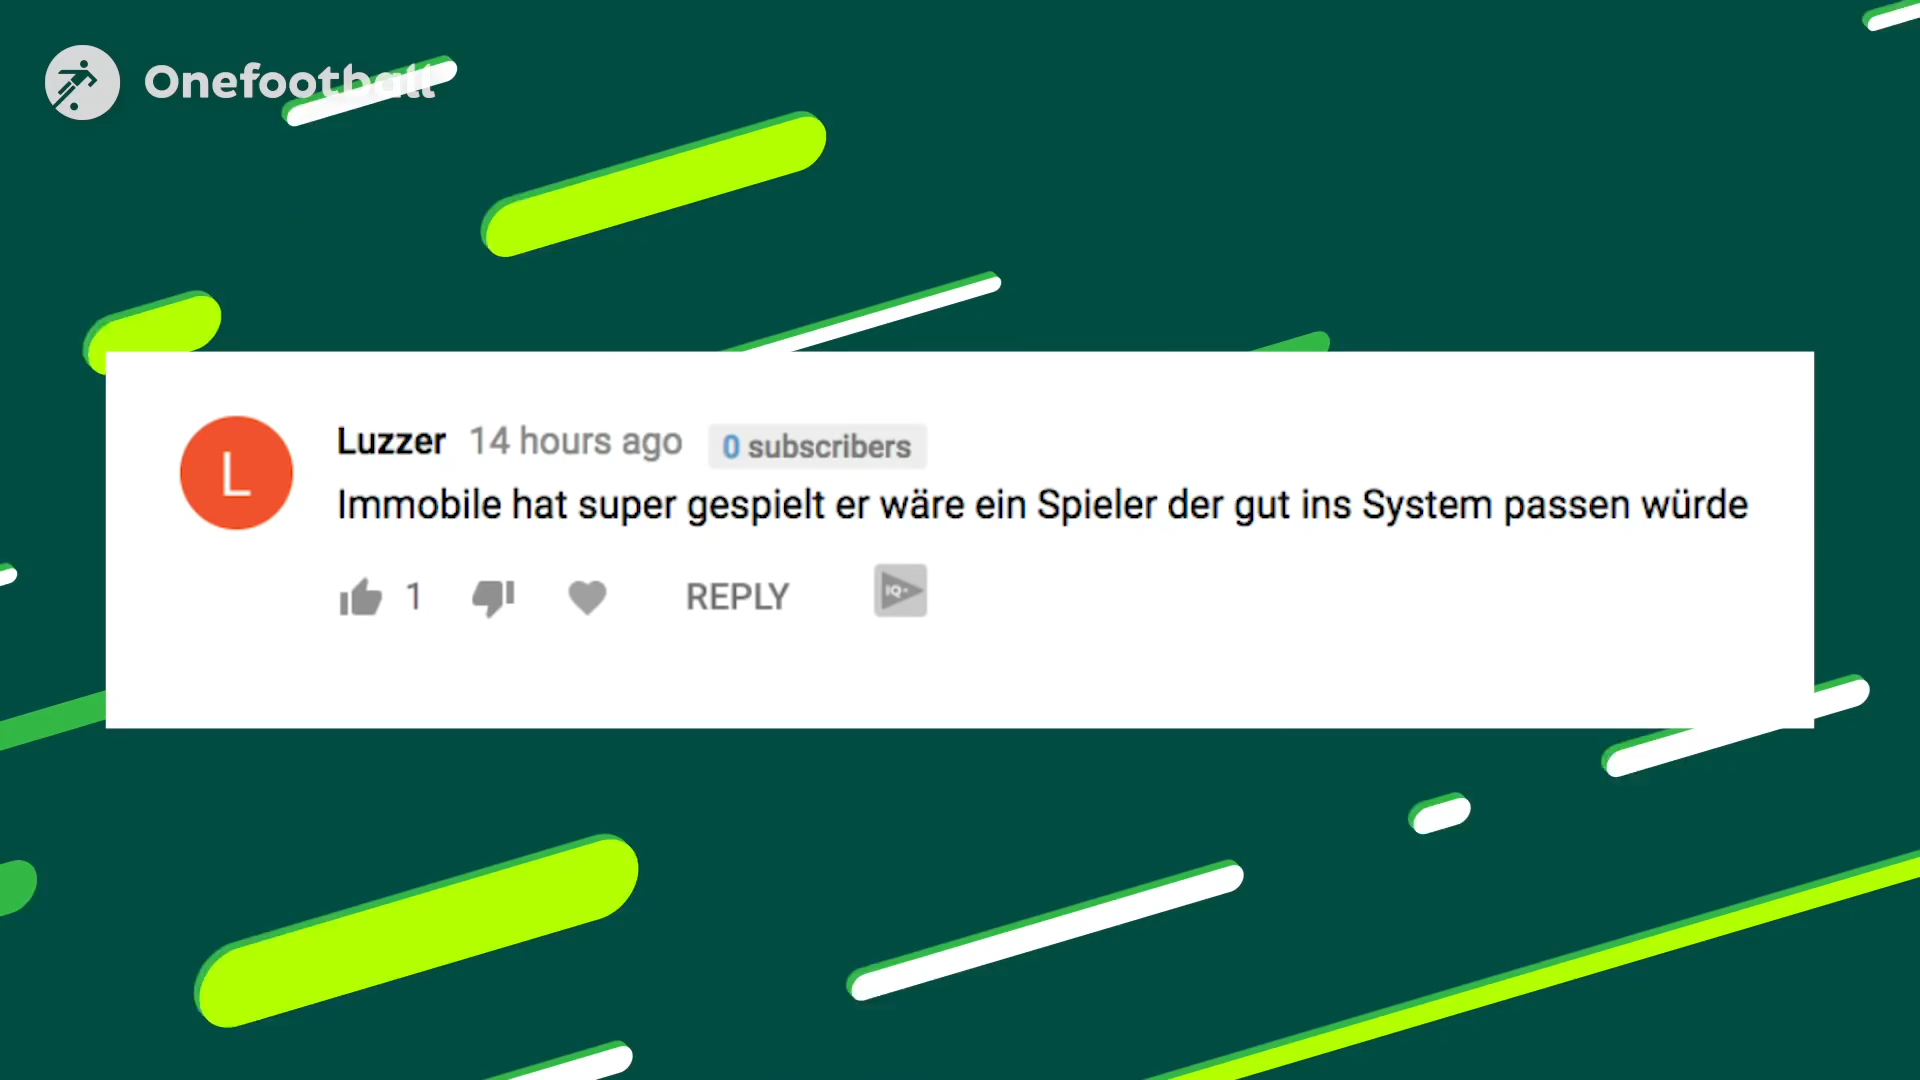 Onefootball
Luzzer 14 hours ago 0 subscribers
L
Immobile hat super gespielt er wäre ein Spieler der gut ins System passen würde
1 REPLY IQ